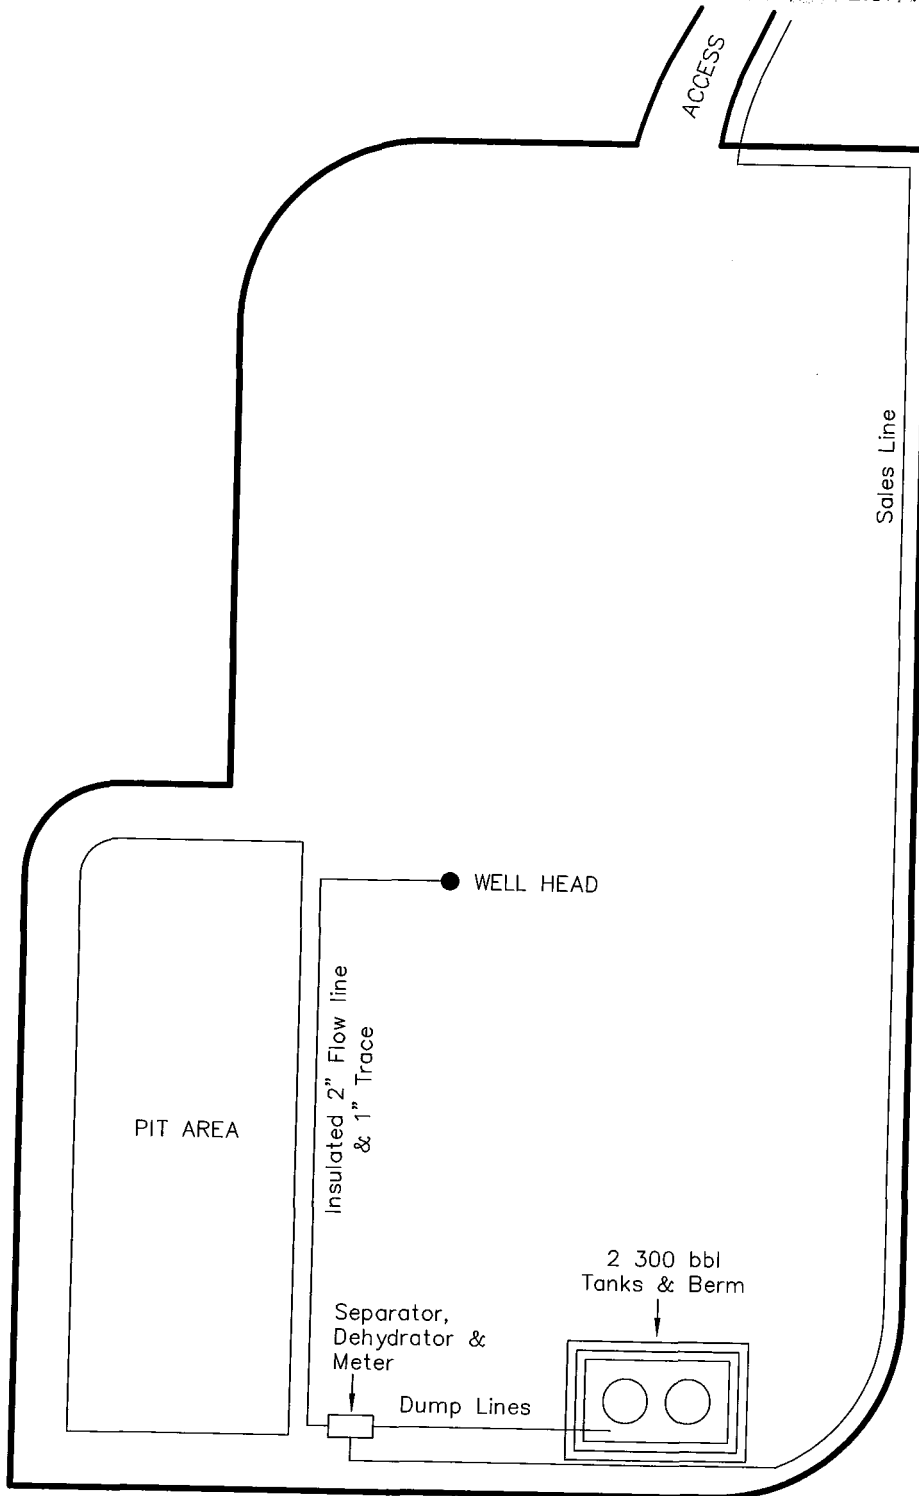 ACCESS
Sales Line
WELL HEAD
Insulated 2" Flow line
& 1" Trace
PIT AREA
2 300 bbl
Tanks & Berm
Separator,
Dehydrator &
Meter
Dump Lines